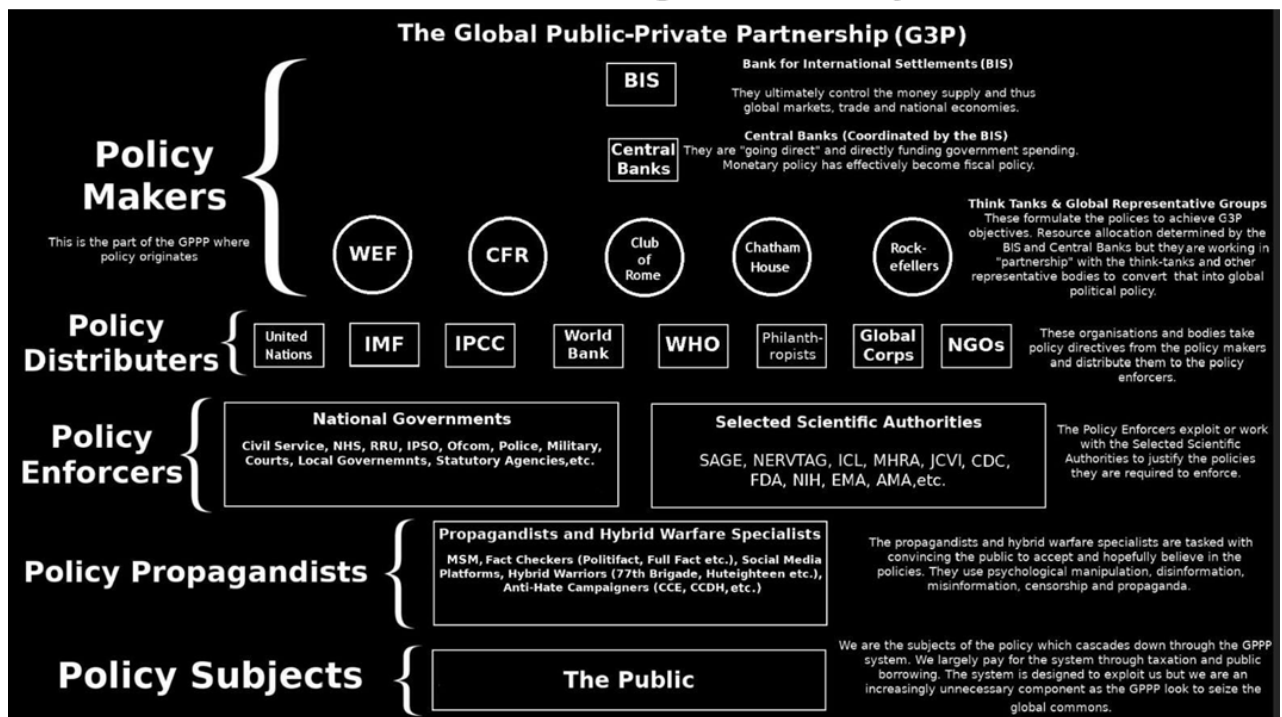 The Global Public-Private Partnership (G3P)
Policy
Makers
This is the part of the GPPP where
policy originates
BIS
Bank for International Settlements (BIS)
They ultimately control the money supply and thus
global markets, trade and national economies.
Central
Banks
Central Banks (Coordinated by the BIS)
They are "going direct" and directly funding government spending.
Monetary policy has effectively become fiscal policy.
WEF
CFR
Club
of
Rome
Chatham
House
Rock-
efellers
Think Tanks & Global Representative Groups
These formulate the polices to achieve G3P
objectives. Resource allocation determined by the
BIS and Central Banks but they are working in
"partnership" with the think-tanks and other
representative bodies to convert that into global
political policy.
Policy
Distributers
United
Nations
IMF
IPCC
World
Bank
WHO
Philanth-
ropists
Global
Corps
NGOs
These organisations and bodies take
policy directives from the policy makers
and distribute them to the policy
enforcers.
Policy
Enforcers
National Governments
Civil Service, NHS, RRU, IPSO, Ofcom, Police, Military,
Courts, Local Governemnts, Statutory Agencies,etc.
Selected Scientific Authorities
SAGE, NERVTAG, ICL, MHRA, JCVI, CDC,
FDA, NIH, EMA, AMA,etc.
The Policy Enforcers exploit or work
with the Selected Scientific
Authorities to justify the policies
they are required to enforce.
Policy Propagandists
Propagandists and Hybrid Warfare Specialists
MSM, Fact Checkers (Politifact, Full Fact etc.), Social Media
Platforms, Hybrid Warriors (77th Brigade, Huteighteen etc.),
Anti-Hate Campaigners (CCE, CCDH, etc.)
The propagandists and hybrid warfare specialists are tasked with
convincing the public to accept and hopefully believe in the
policies. They use psychological manipulation, disinformation,
misinformation, censorship and propaganda.
Policy Subjects
The Public
We are the subjects of the policy which cascades down through the GPPP
system. We largely pay for the system through taxation and public
borrowing. The system is designed to exploit us but we are an
increasingly unnecessary component as the GPPP look to seize the
global commons.